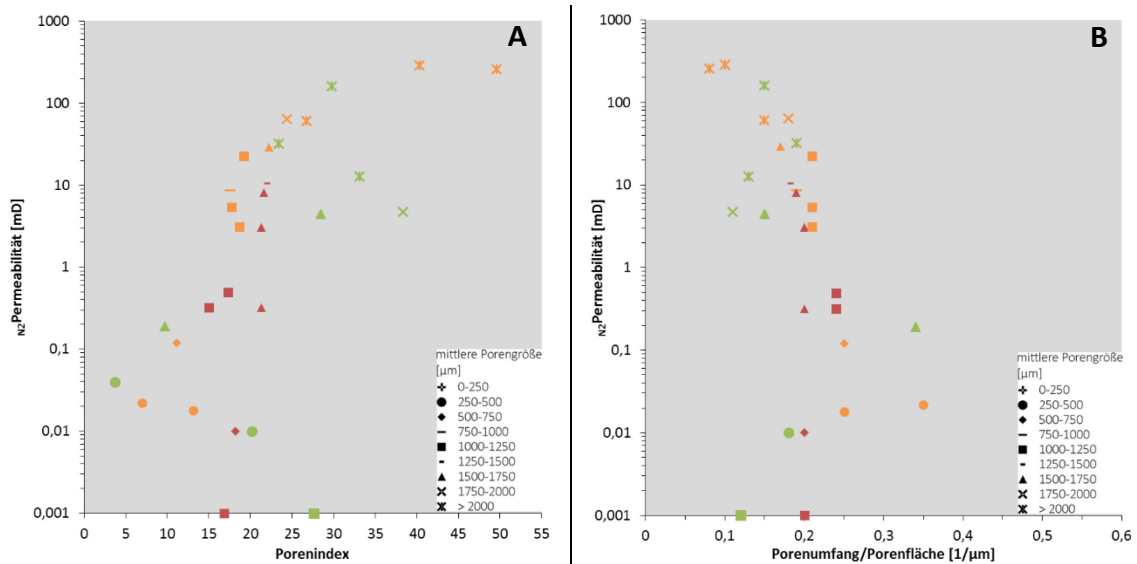 A
1000
100
10
1
0,1
0,01
0,001
N2Permeabilität [mD]
0 5 10 15 20 25 30 35 40 45 50 55
Porenindex
mittlere Porengröße
[µm]
0-250
250-500
500-750
750-1000
1000-1250
1250-1500
1500-1750
1750-2000
> 2000
B
1000
100
10
1
0,1
0,01
0,001
N2Permeabilität [mD]
0 0,1 0,2 0,3 0,4 0,5 0,6
Porenumfang/Porenfläche [1/µm]
mittlere Porengröße
[µm]
0-250
250-500
500-750
750-1000
1000-1250
1250-1500
1500-1750
1750-2000
> 2000